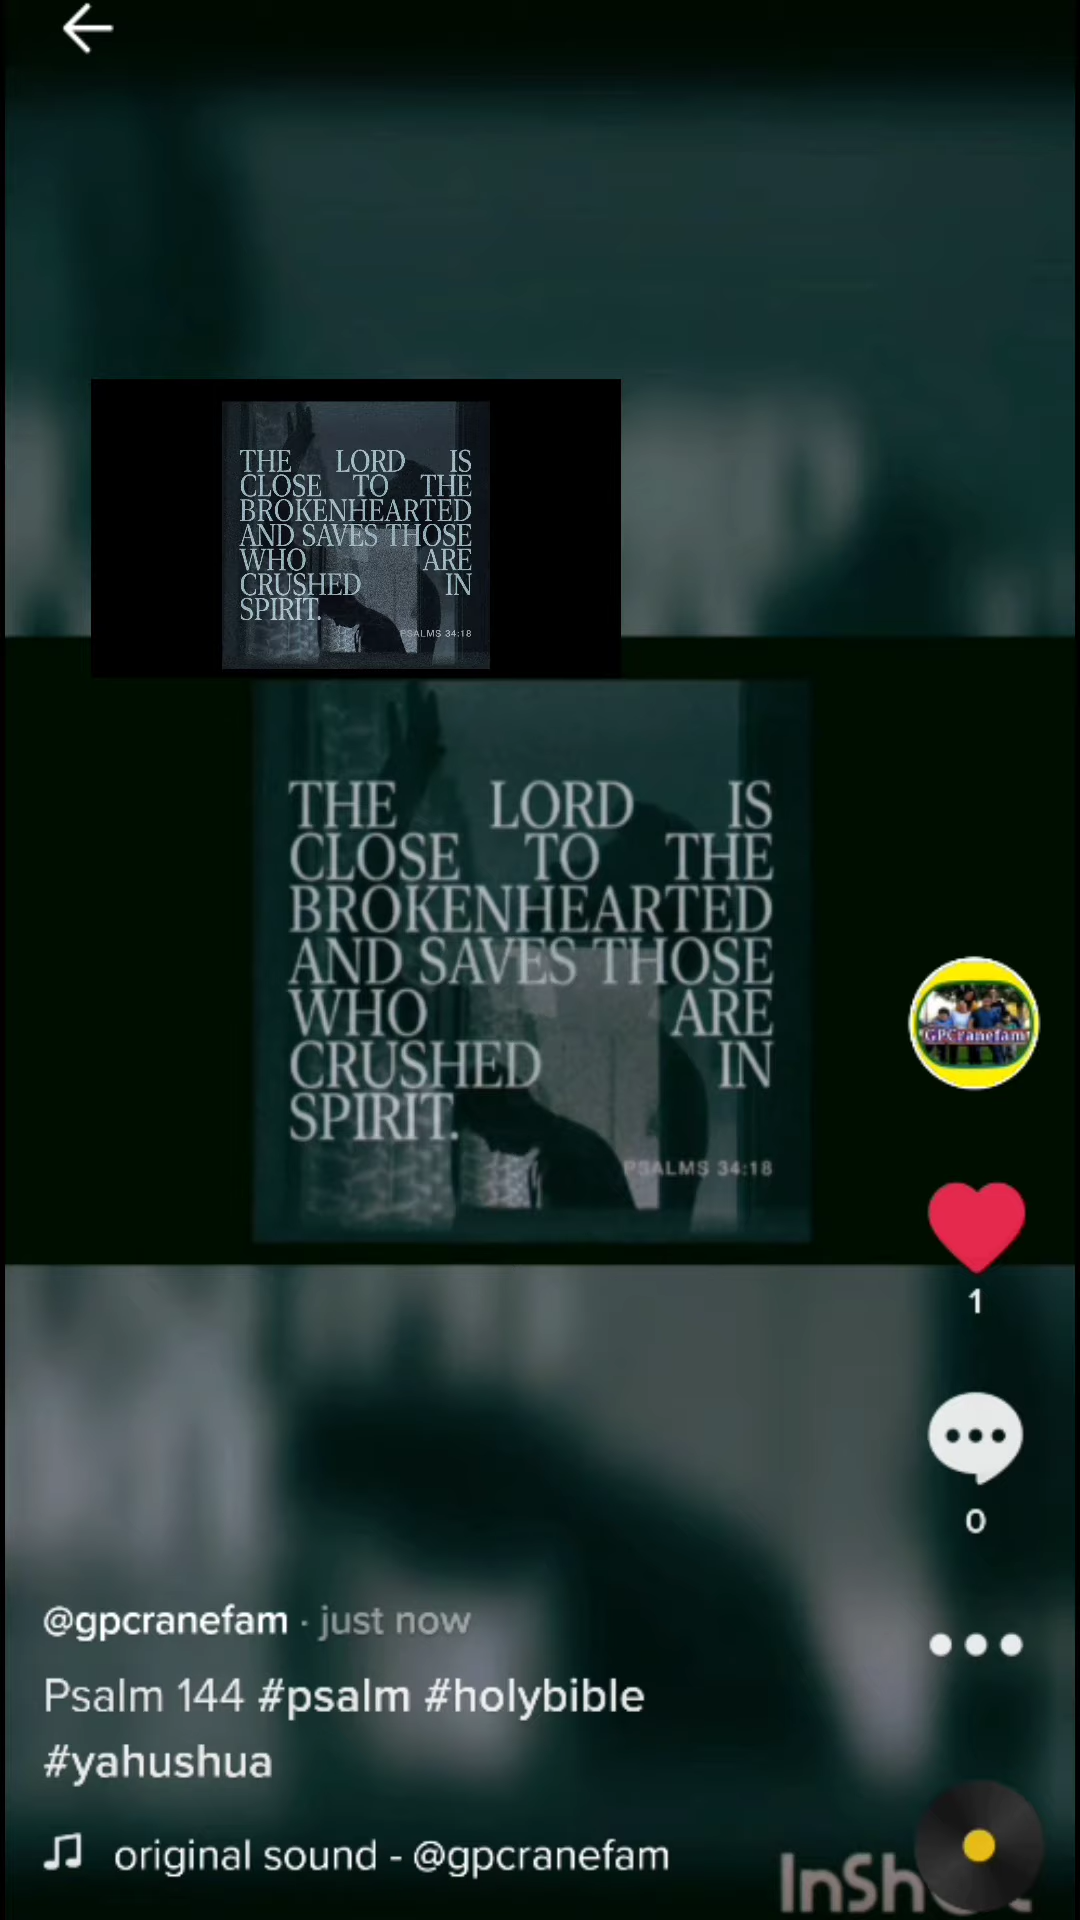 THE LORD IS
CLOSE TO THE
BROKENHEARTED
AND SAVES THOSE
WHO ARE
CRUSHED IN
SPIRIT.
PSALMS 34:18
THE LORD IS
CLOSE TO THE
BROKENHEARTED
AND SAVES THOSE
WHO ARE
CRUSHED IN
SPIRIT.
PSALMS 34:18
GPCranefam
1
0
@gpcranefam · just now
Psalm 144 #psalm #holybible
#yahushua
original sound - @gpcranefam